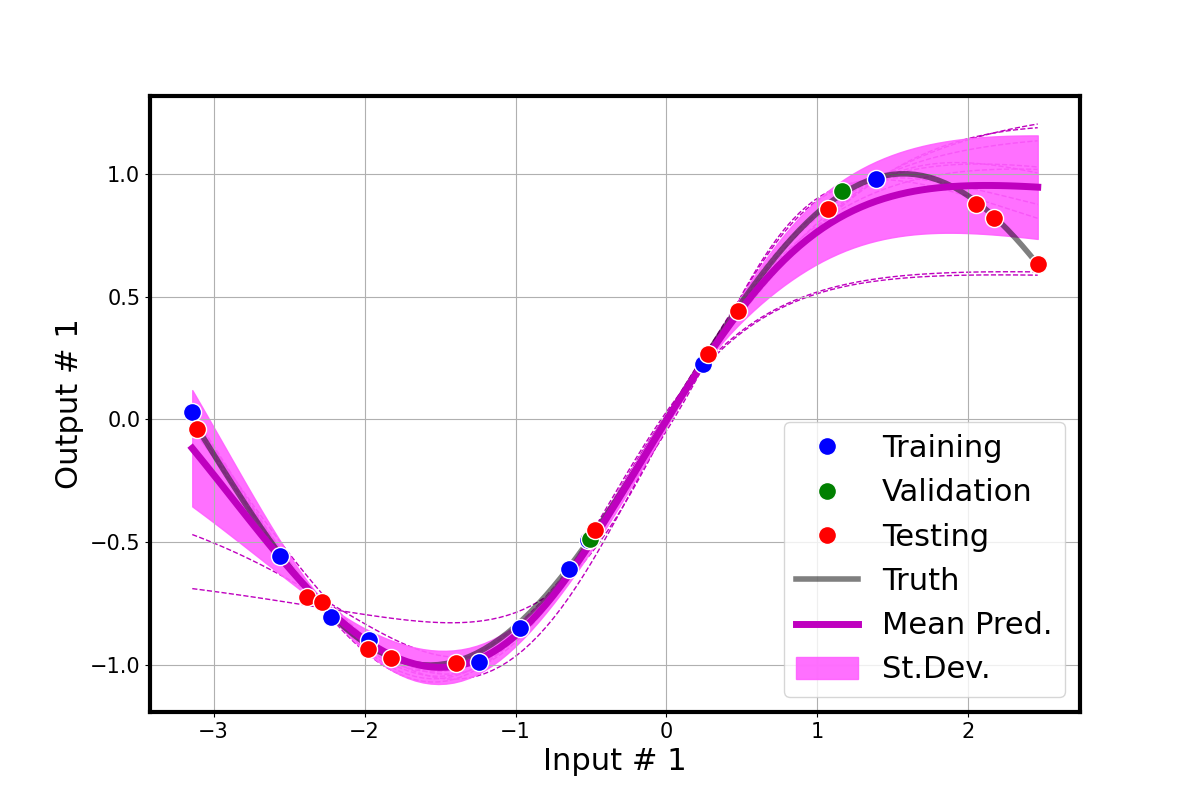 1.0
0.5
0.0
−0.5
−1.0
Output # 1
−3 −2 −1 0 1 2
Input # 1
Training
Validation
Testing
Truth
Mean Pred.
St.Dev.